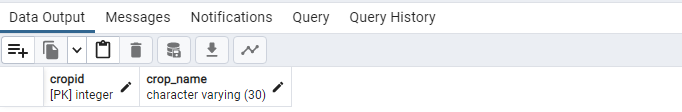 Data Output Messages Notifications Query Query History
cropid crop_name
[PK] integer character varying (30)